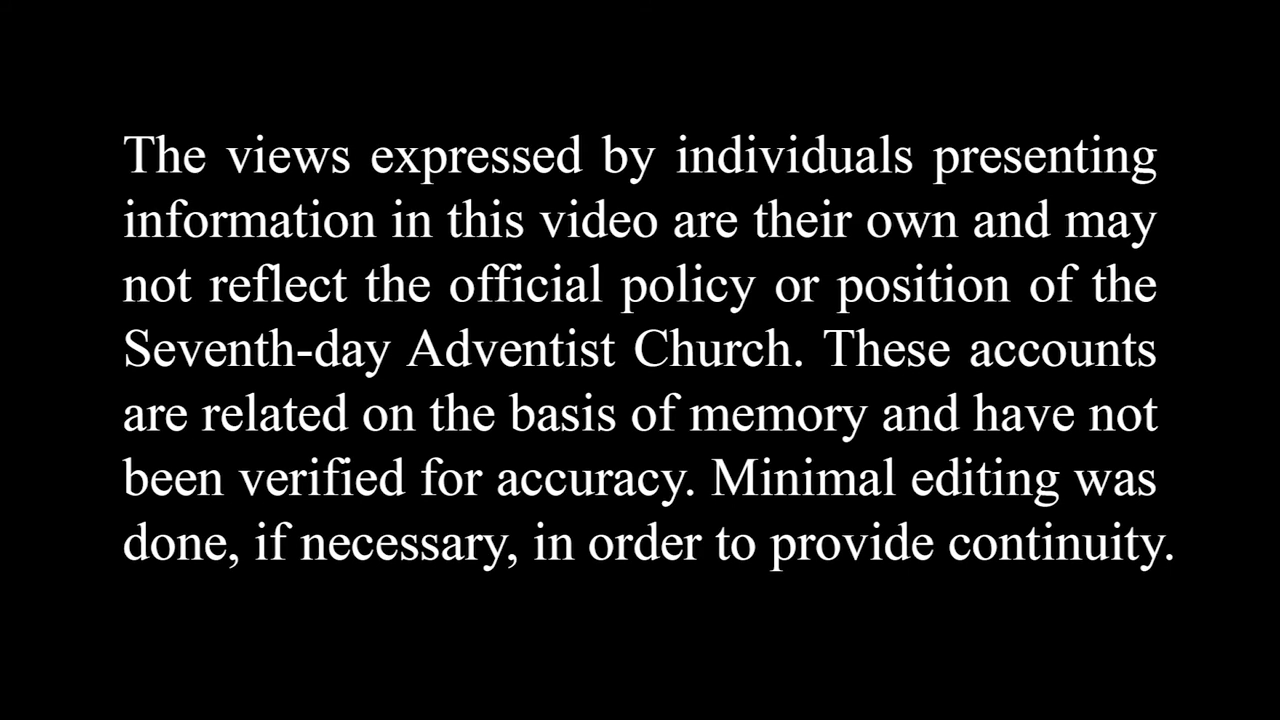 The views expressed by individuals presenting
information in this video are their own and may
not reflect the official policy or position of the
Seventh-day Adventist Church. These accounts
are related on the basis of memory and have not
been verified for accuracy. Minimal editing was
done, if necessary, in order to provide continuity.